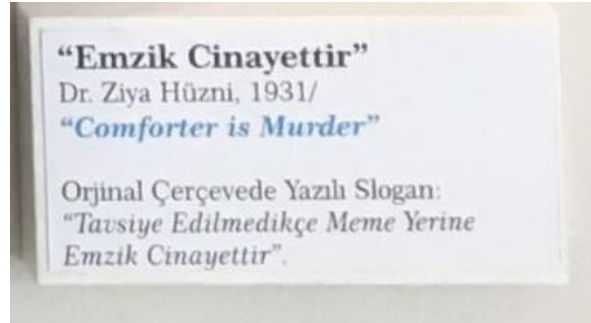 “Emzik Cinayettir”
Dr. Ziya Hüzni, 1931/
“Comforter is Murder”
Orjinal Çerçevede Yazılı Slogan:
“Tavsiye Edilmedikçe Meme Yerine
Emzik Cinayettir”.